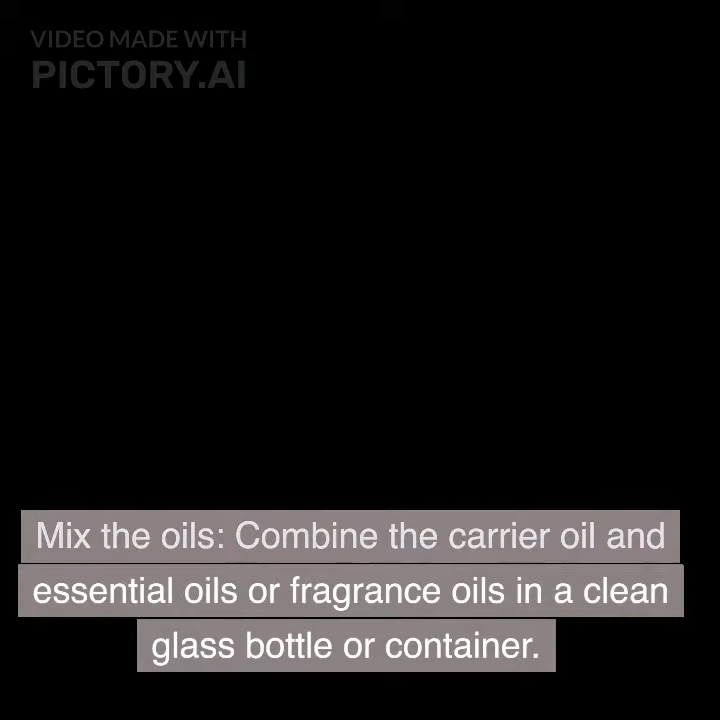 VIDEO MADE WITH
PICTORY.AI
Mix the oils: Combine the carrier oil and
essential oils or fragrance oils in a clean
glass bottle or container.